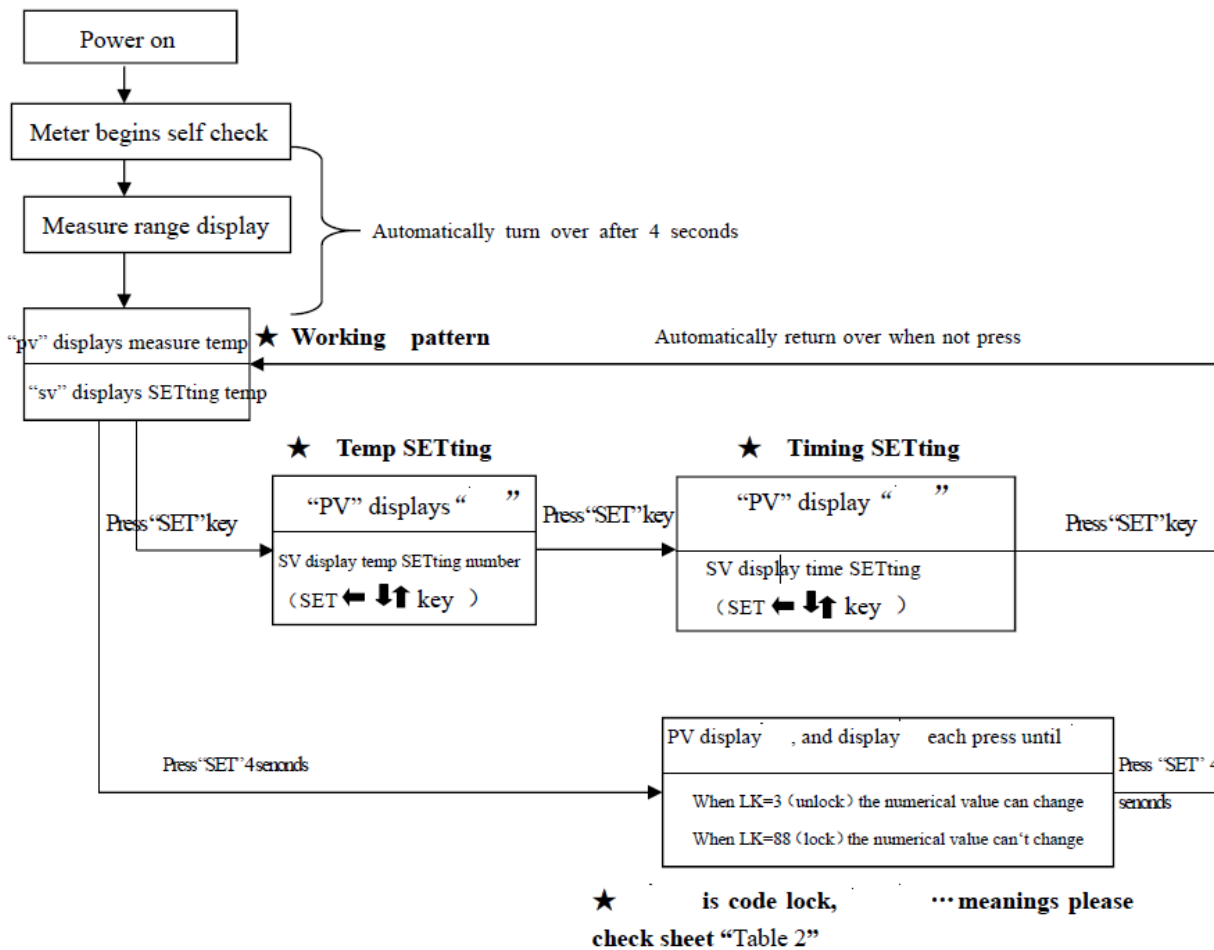 Power on
Meter begins self check
Measure range display
Automatically turn over after 4 seconds
“pv” displays measure temp
“sv” displays SETting temp
★ Working pattern
Automatically return over when not press
★ Temp SETting
★ Timing SETting
Press“SET”key
“PV” displays “ ”
SV display temp SETting number
（SET ← ↓↑ key ）
Press“SET”key
“PV” display “ ”
SV display time SETting
（SET ← ↓↑ key ）
Press“SET”key
Press“SET”4senonds
PV display , and display each press until
When LK=3（unlock）the numerical value can change
When LK=88（lock）the numerical value can‘t change
Press “SET” 4
senonds
★ is code lock, …meanings please
check sheet “Table 2”